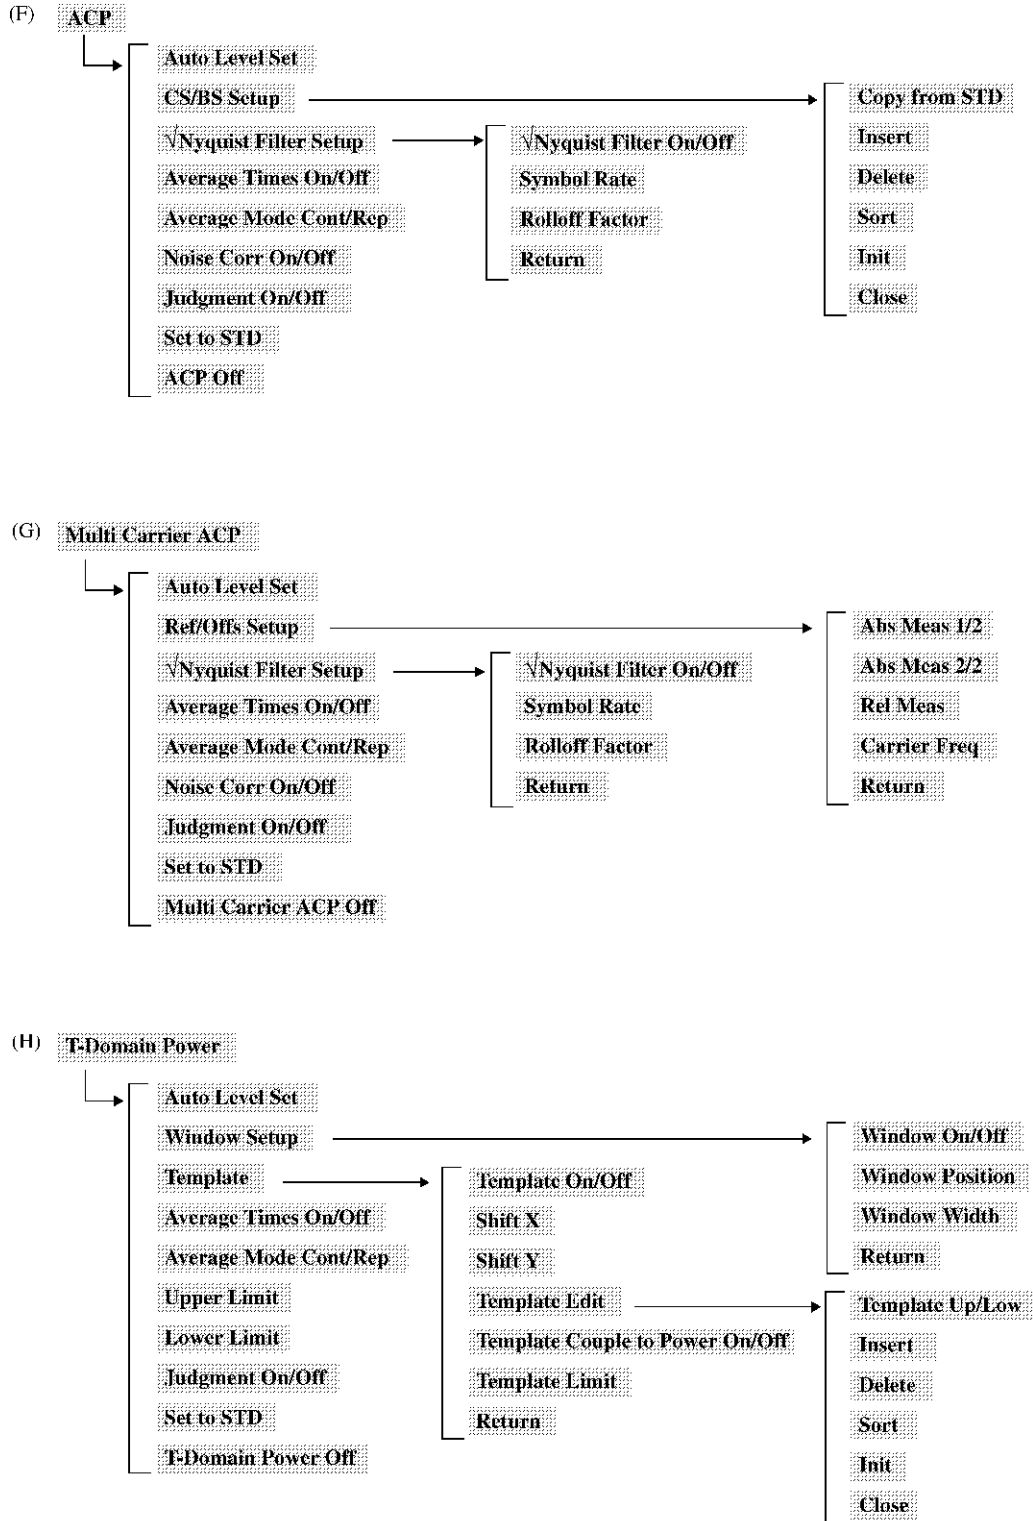 (F) ACP
Auto Level Set
CS/BS Setup
Copy from STD
Insert
Delete
Sort
Init
Close
√Nyquist Filter Setup
√Nyquist Filter On/Off
Symbol Rate
Rolloff Factor
Return
Average Times On/Off
Average Mode Cont/Rep
Noise Corr On/Off
Judgment On/Off
Set to STD
ACP Off
(G) Multi Carrier ACP
Auto Level Set
Ref/Offs Setup
Abs Meas 1/2
Abs Meas 2/2
Rel Meas
Carrier Freq
Return
√Nyquist Filter Setup
√Nyquist Filter On/Off
Symbol Rate
Rolloff Factor
Return
Average Times On/Off
Average Mode Cont/Rep
Noise Corr On/Off
Judgment On/Off
Set to STD
Multi Carrier ACP Off
(H) T-Domain Power
Auto Level Set
Window Setup
Window On/Off
Window Position
Window Width
Return
Template
Template On/Off
Shift X
Shift Y
Template Edit
Template Up/Low
Insert
Delete
Sort
Init
Close
Template Couple to Power On/Off
Template Limit
Return
Average Times On/Off
Average Mode Cont/Rep
Upper Limit
Lower Limit
Judgment On/Off
Set to STD
T-Domain Power Off